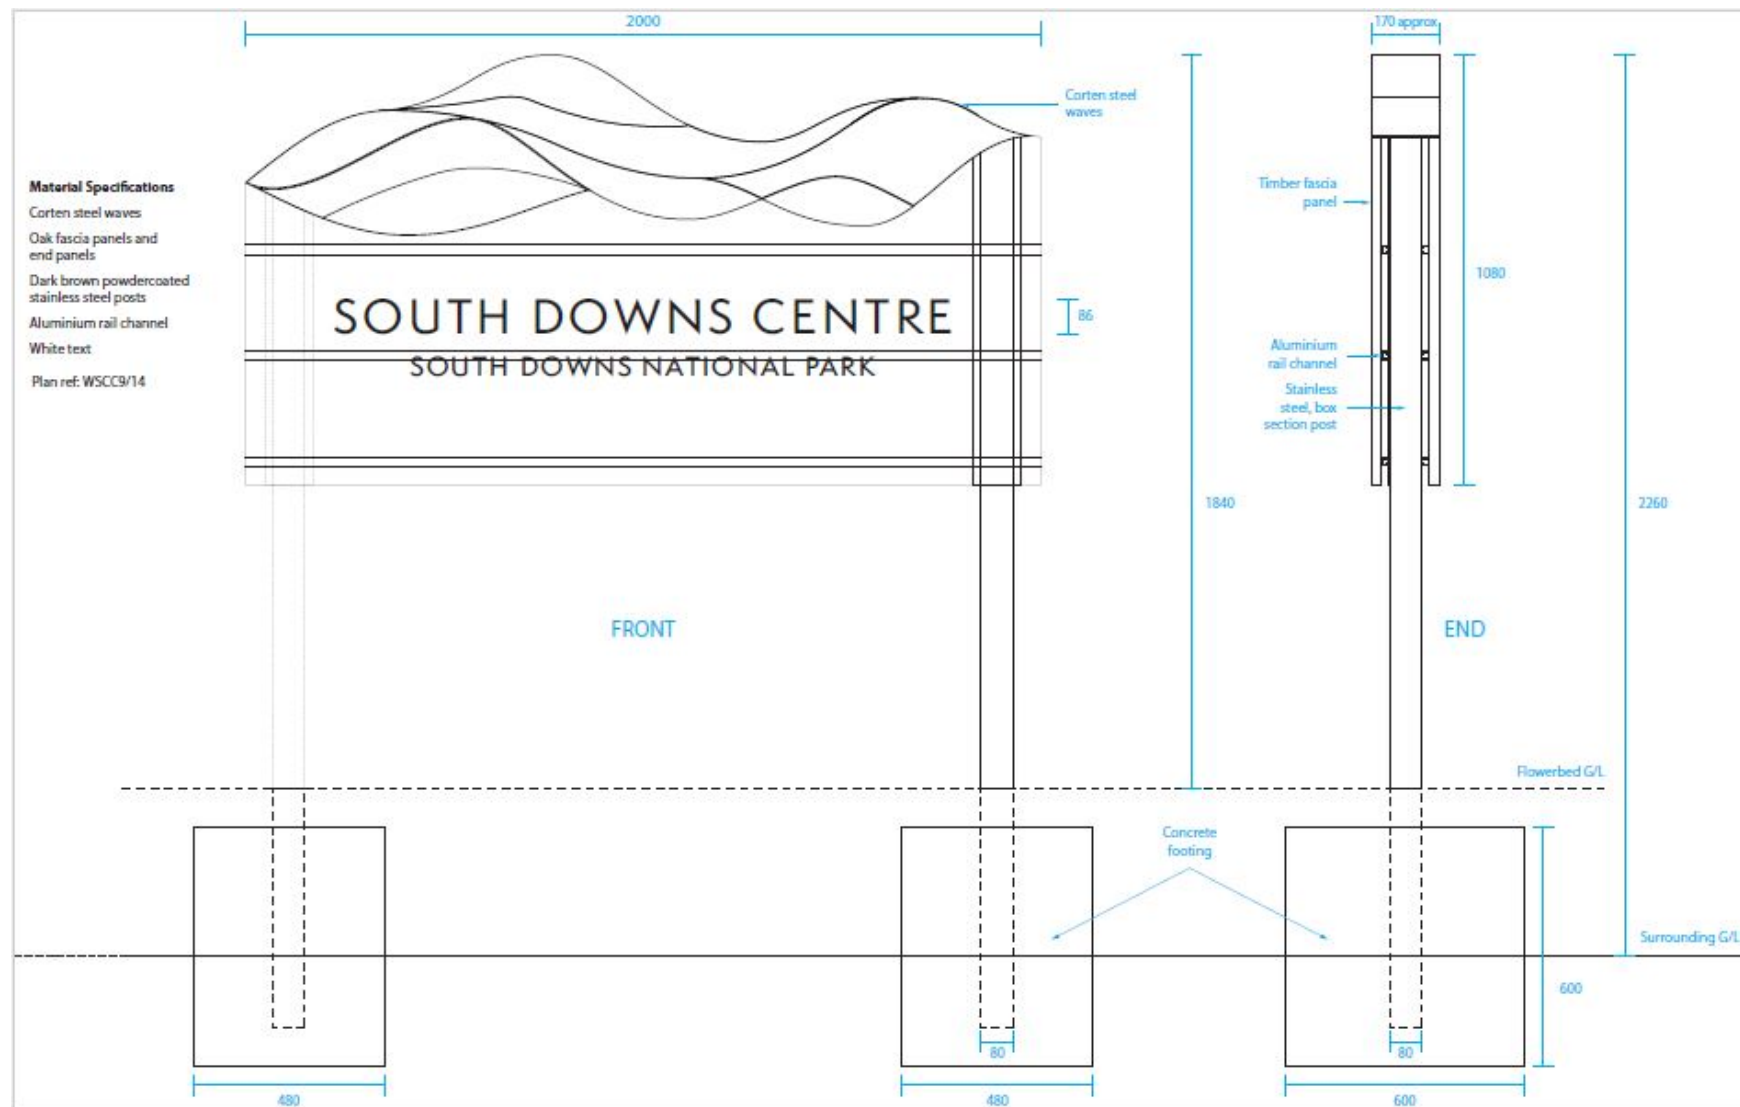 2000
170 approx
Corten steel
waves
Material Specifications
Corten steel waves
Oak fascia panels and
end panels
Dark brown powdercoated
stainless steel posts
Aluminium rail channel
White text
Plan ref: WSCC9/14
Timber fascia
panel
1080
SOUTH DOWNS CENTRE
86
SOUTH DOWNS NATIONAL PARK
Aluminium
rail channel
Stainless
steel, box
section post
1840
2260
FRONT
END
Flowerbed G/L
Concrete
footing
Surrounding G/L
600
80
80
480
480
600